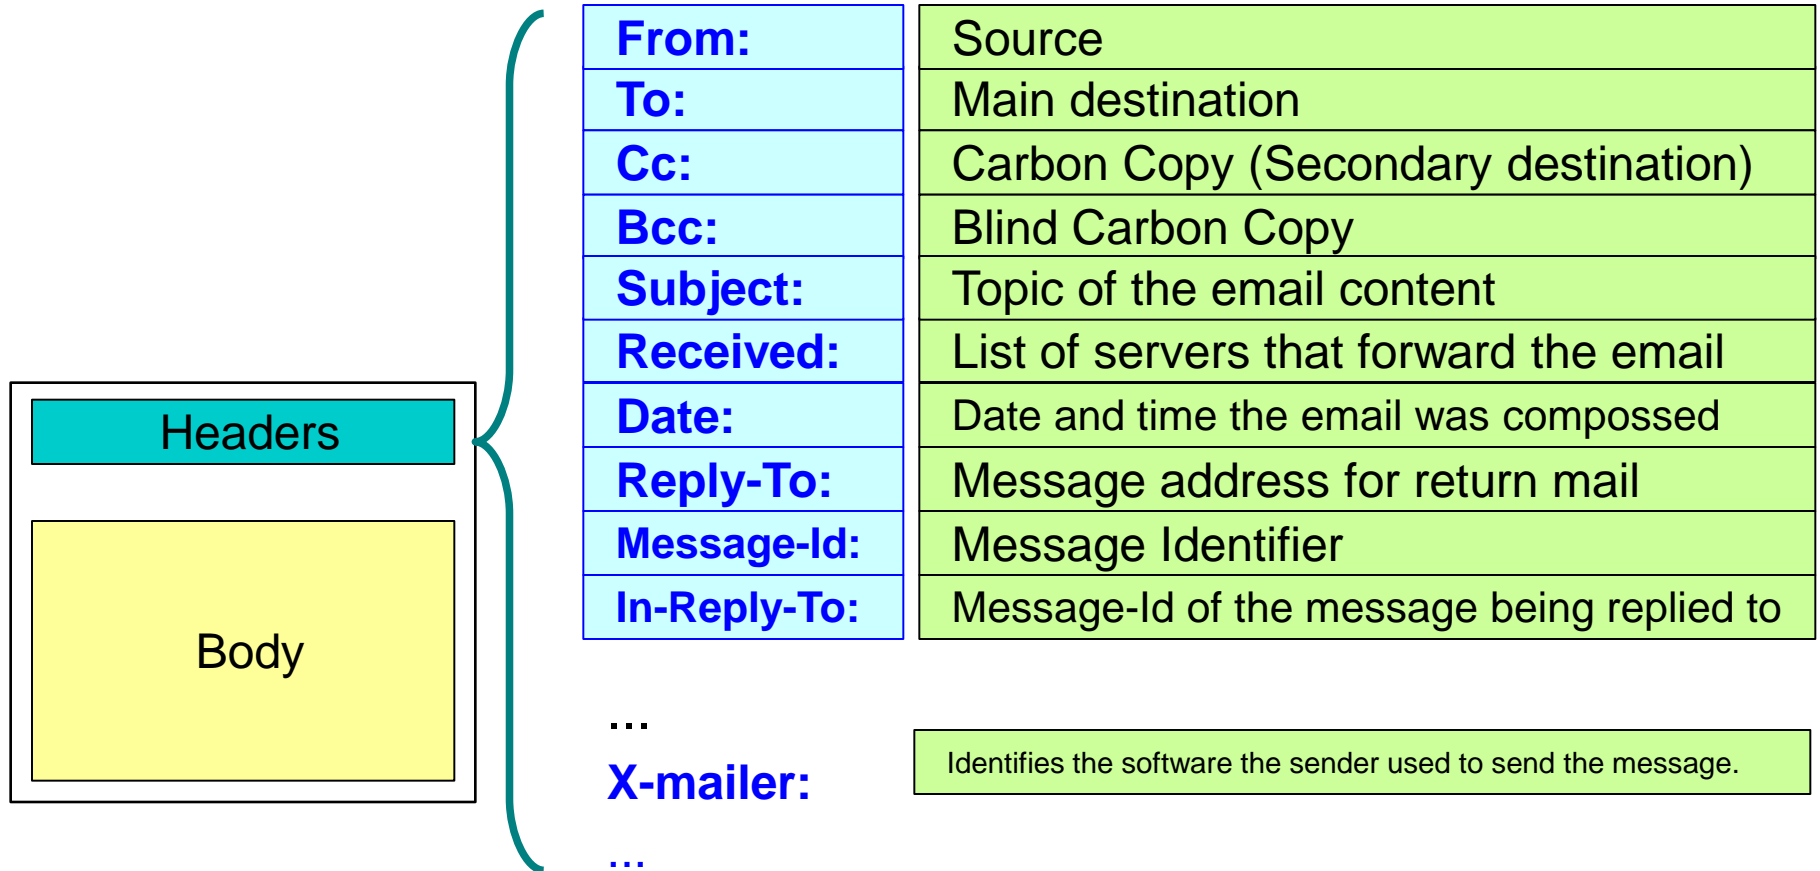 Headers
Body
From: Source
To: Main destination
Cc: Carbon Copy (Secondary destination)
Bcc: Blind Carbon Copy
Subject: Topic of the email content
Received: List of servers that forward the email
Date: Date and time the email was compossed
Reply-To: Message address for return mail
Message-Id: Message Identifier
In-Reply-To: Message-Id of the message being replied to
...
X-mailer: Identifies the software the sender used to send the message.
...